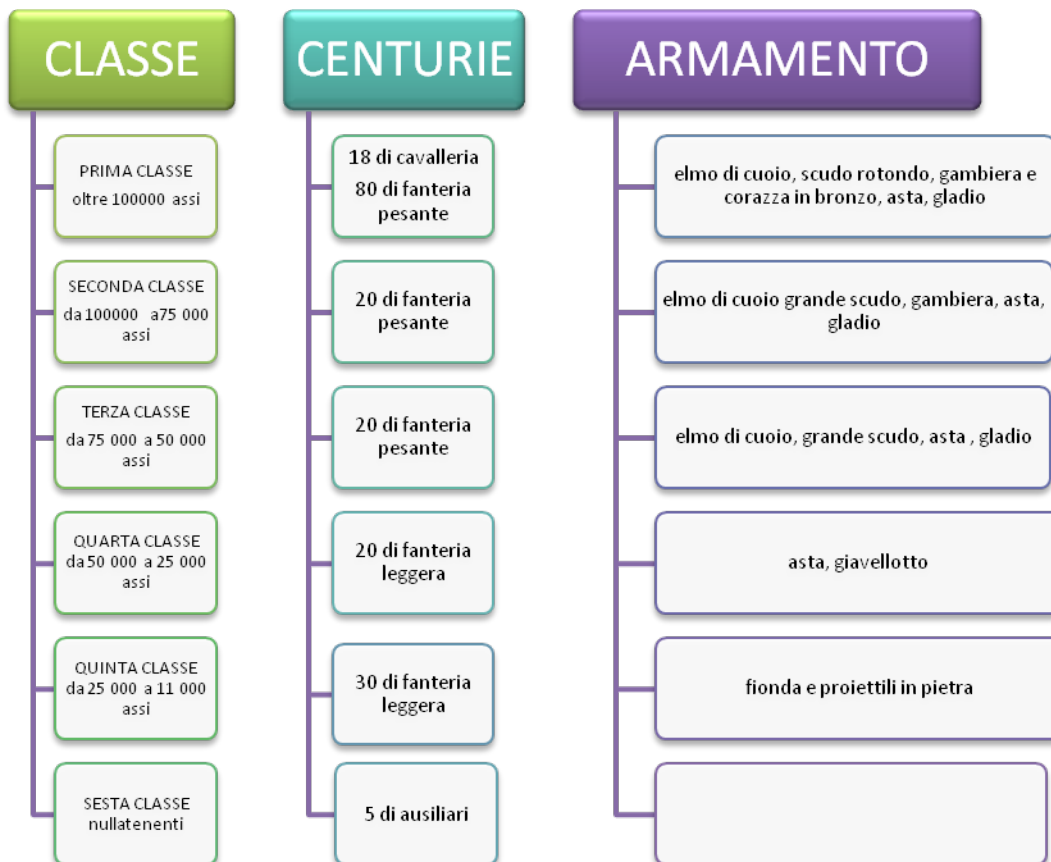 CLASSE
CENTURIE
ARMAMENTO
PRIMA CLASSE
oltre 100000 assi
18 di cavalleria
80 di fanteria
pesante
elmo di cuoio, scudo rotondo, gambiera e
corazza in bronzo, asta, gladio
SECONDA CLASSE
da 100000 a75 000
assi
20 di fanteria
pesante
elmo di cuoio grande scudo, gambiera, asta,
gladio
TERZA CLASSE
da 75 000 a 50 000
assi
20 di fanteria
pesante
elmo di cuoio, grande scudo, asta , gladio
QUARTA CLASSE
da 50 000 a 25 000
assi
20 di fanteria
leggera
asta, giavellotto
QUINTA CLASSE
da 25 000 a 11 000
assi
30 di fanteria
leggera
fionda e proiettili in pietra
SESTA CLASSE
nullatenenti
5 di ausiliari